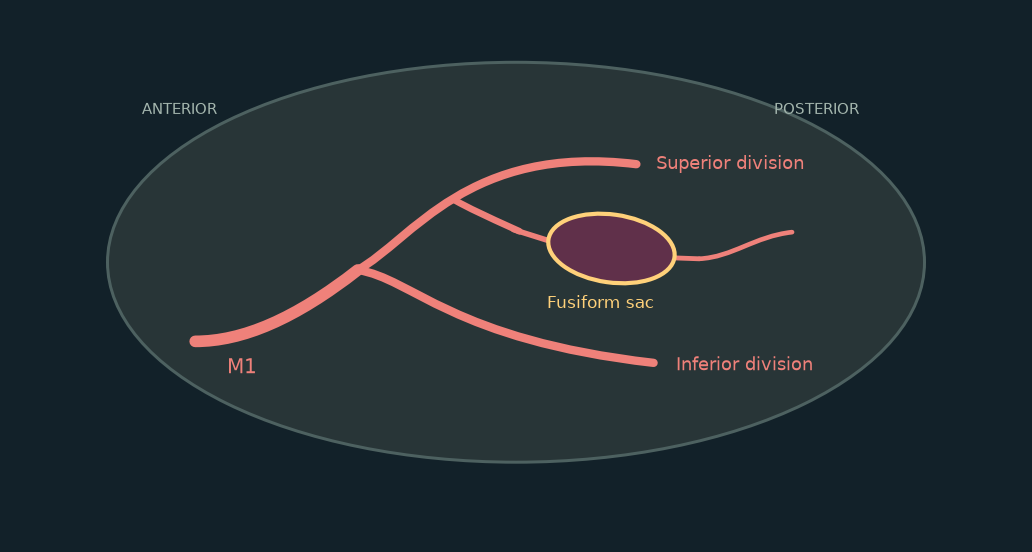 ANTERIOR
POSTERIOR
Superior division
Fusiform sac
M1
Inferior division